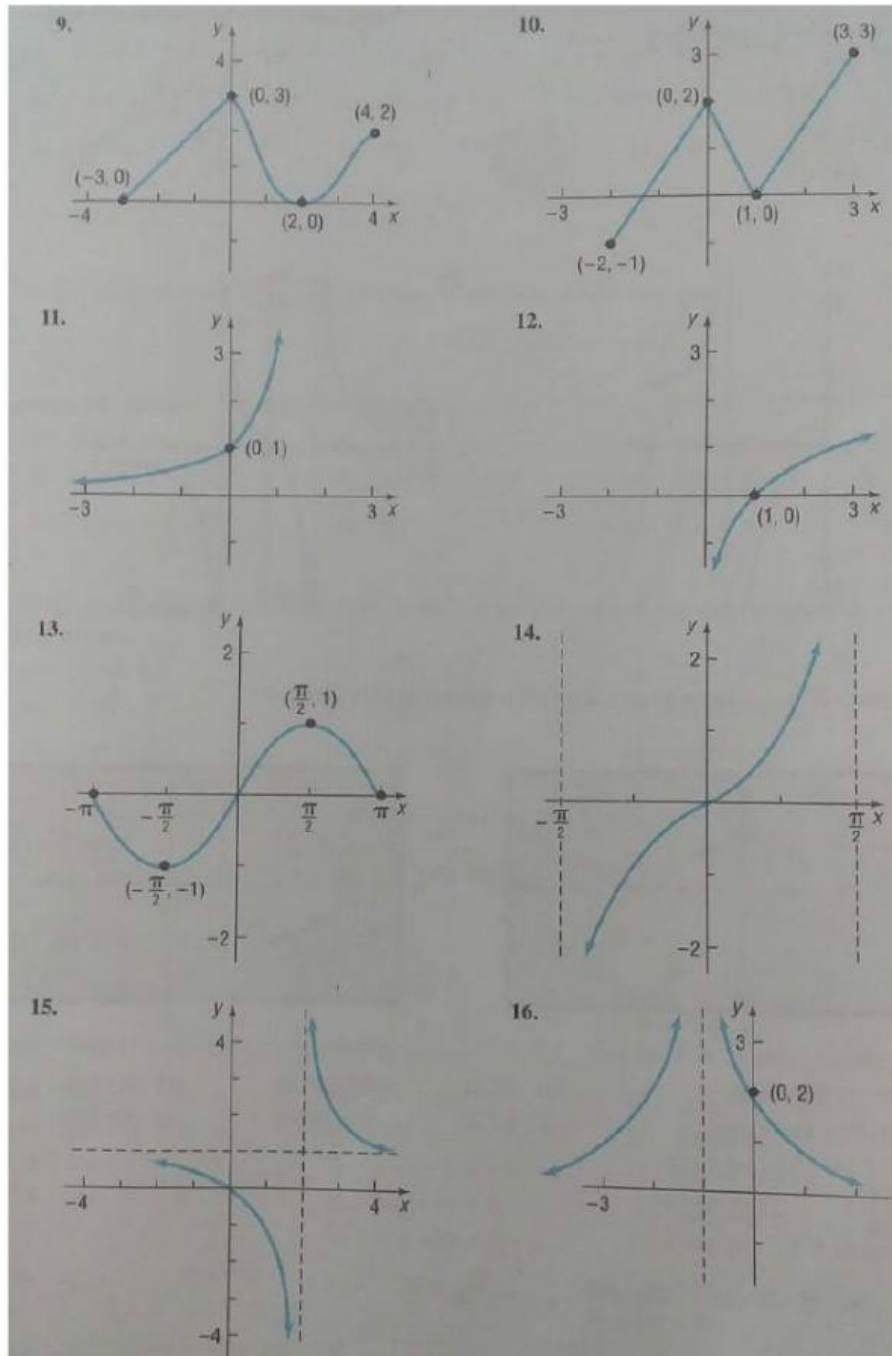 9.
y
4
(0, 3)
(4, 2)
(−3, 0)
−4
(2, 0)
4 x
10.
y
3
(3, 3)
(0, 2)
−3
(1, 0)
3 x
(−2, −1)
11.
y
3
(0, 1)
−3
3 x
12.
y
3
−3
(1, 0)
3 x
13.
y
2
(π/2, 1)
−π
−π/2
π/2
π x
(−π/2, −1)
−2
14.
y
2
−π/2
π/2
x
−2
15.
y
4
−4
4 x
−4
16.
y
3
(0, 2)
−3